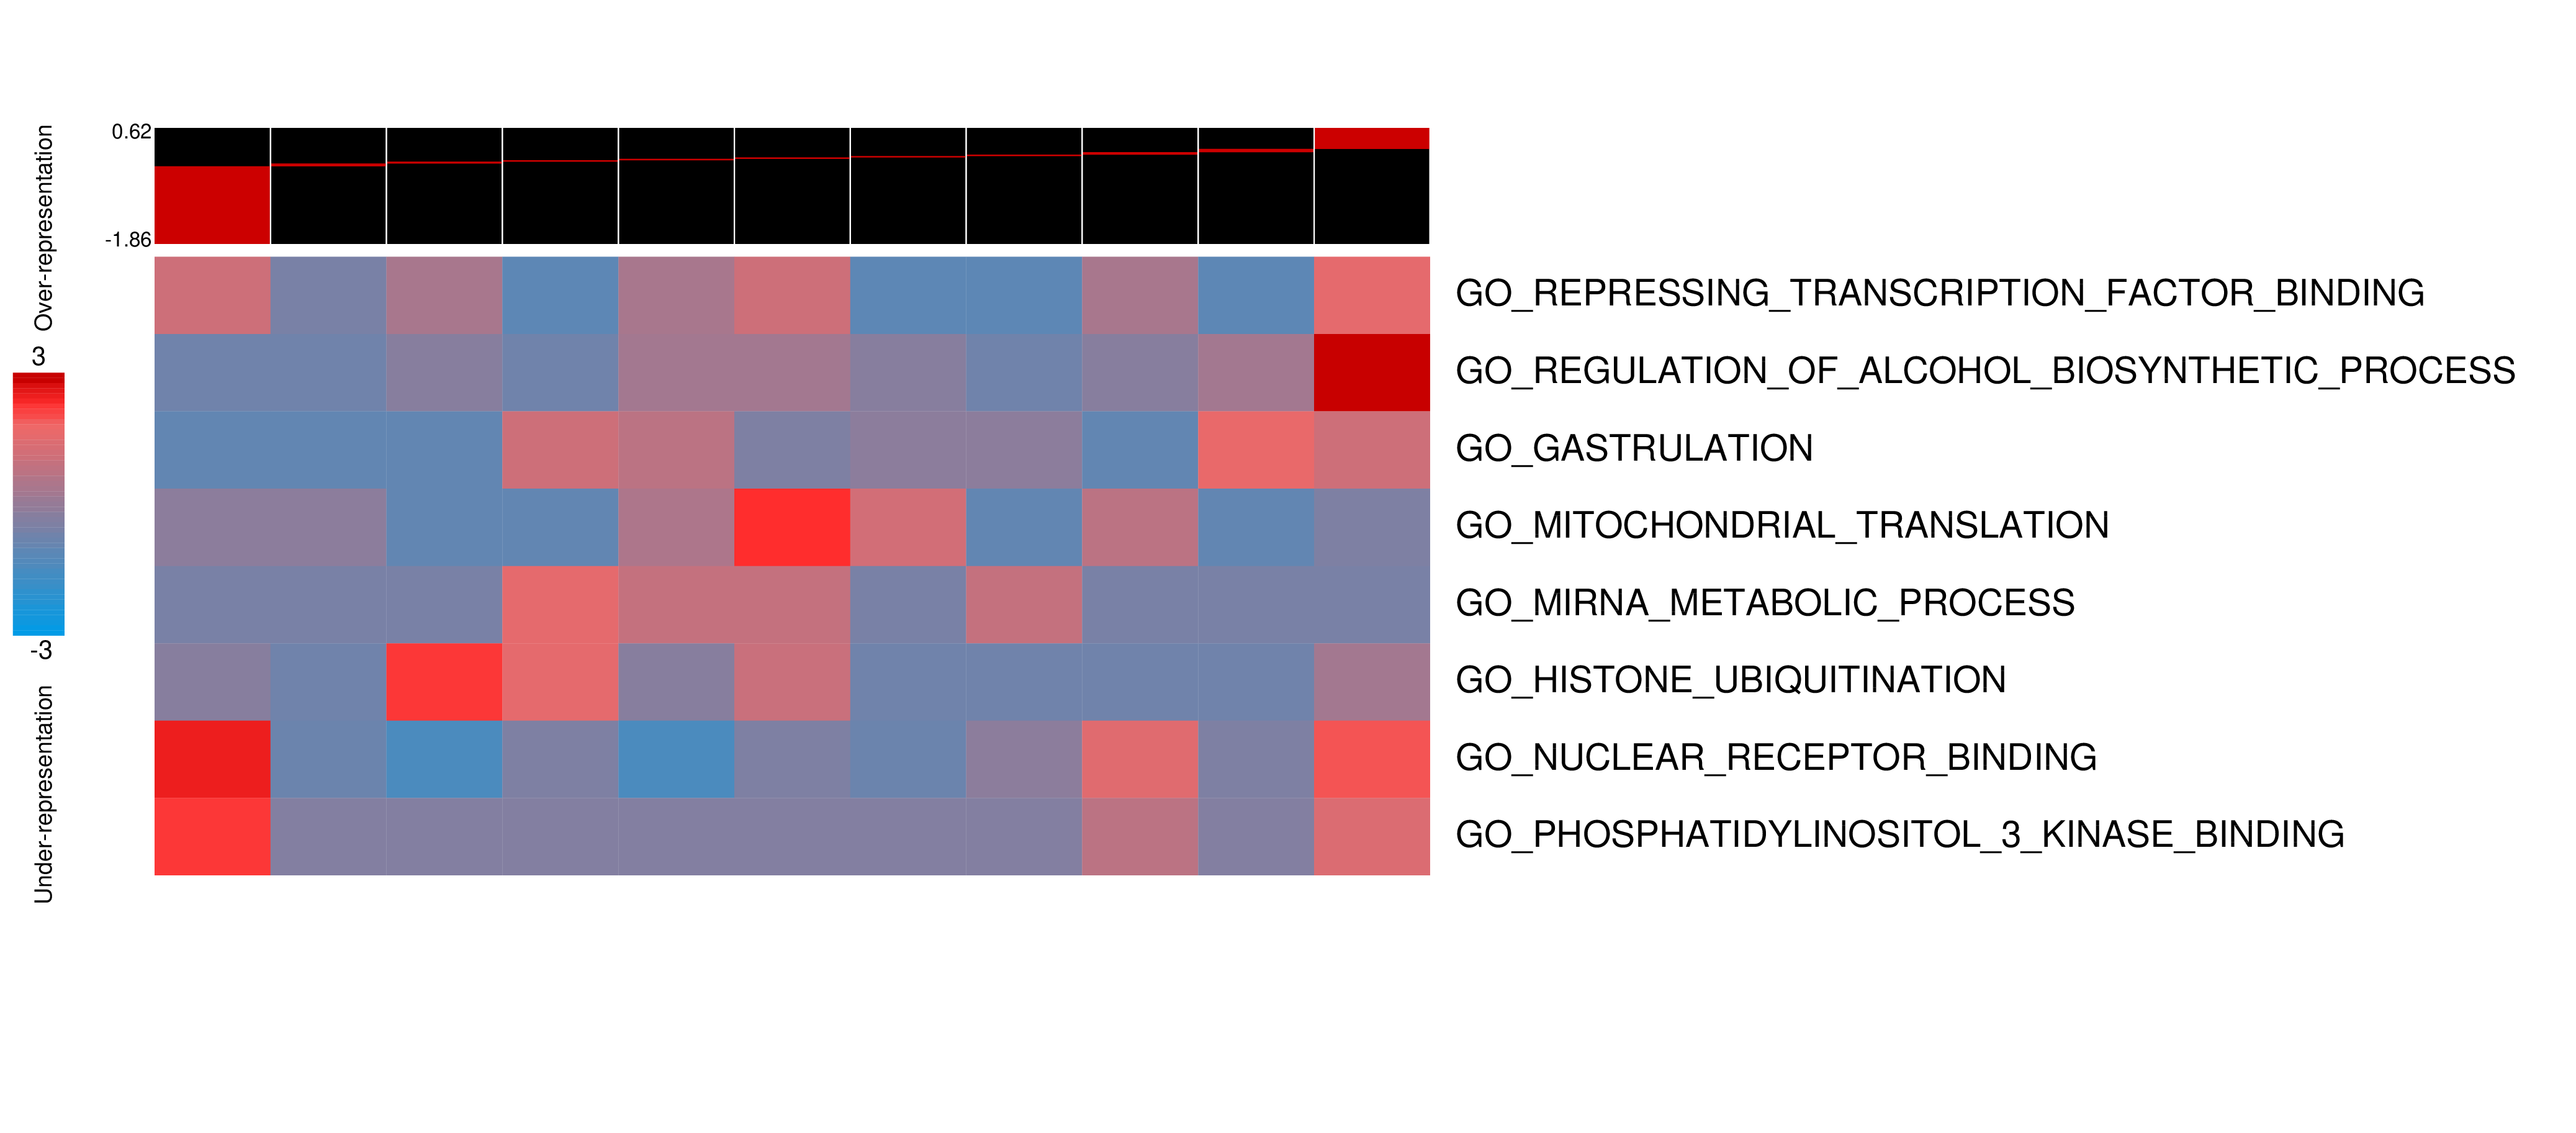 Over-representation
3
-3
Under-representation
0.62
-1.86
GO_REPRESSING_TRANSCRIPTION_FACTOR_BINDING
GO_REGULATION_OF_ALCOHOL_BIOSYNTHETIC_PROCESS
GO_GASTRULATION
GO_MITOCHONDRIAL_TRANSLATION
GO_MIRNA_METABOLIC_PROCESS
GO_HISTONE_UBIQUITINATION
GO_NUCLEAR_RECEPTOR_BINDING
GO_PHOSPHATIDYLINOSITOL_3_KINASE_BINDING